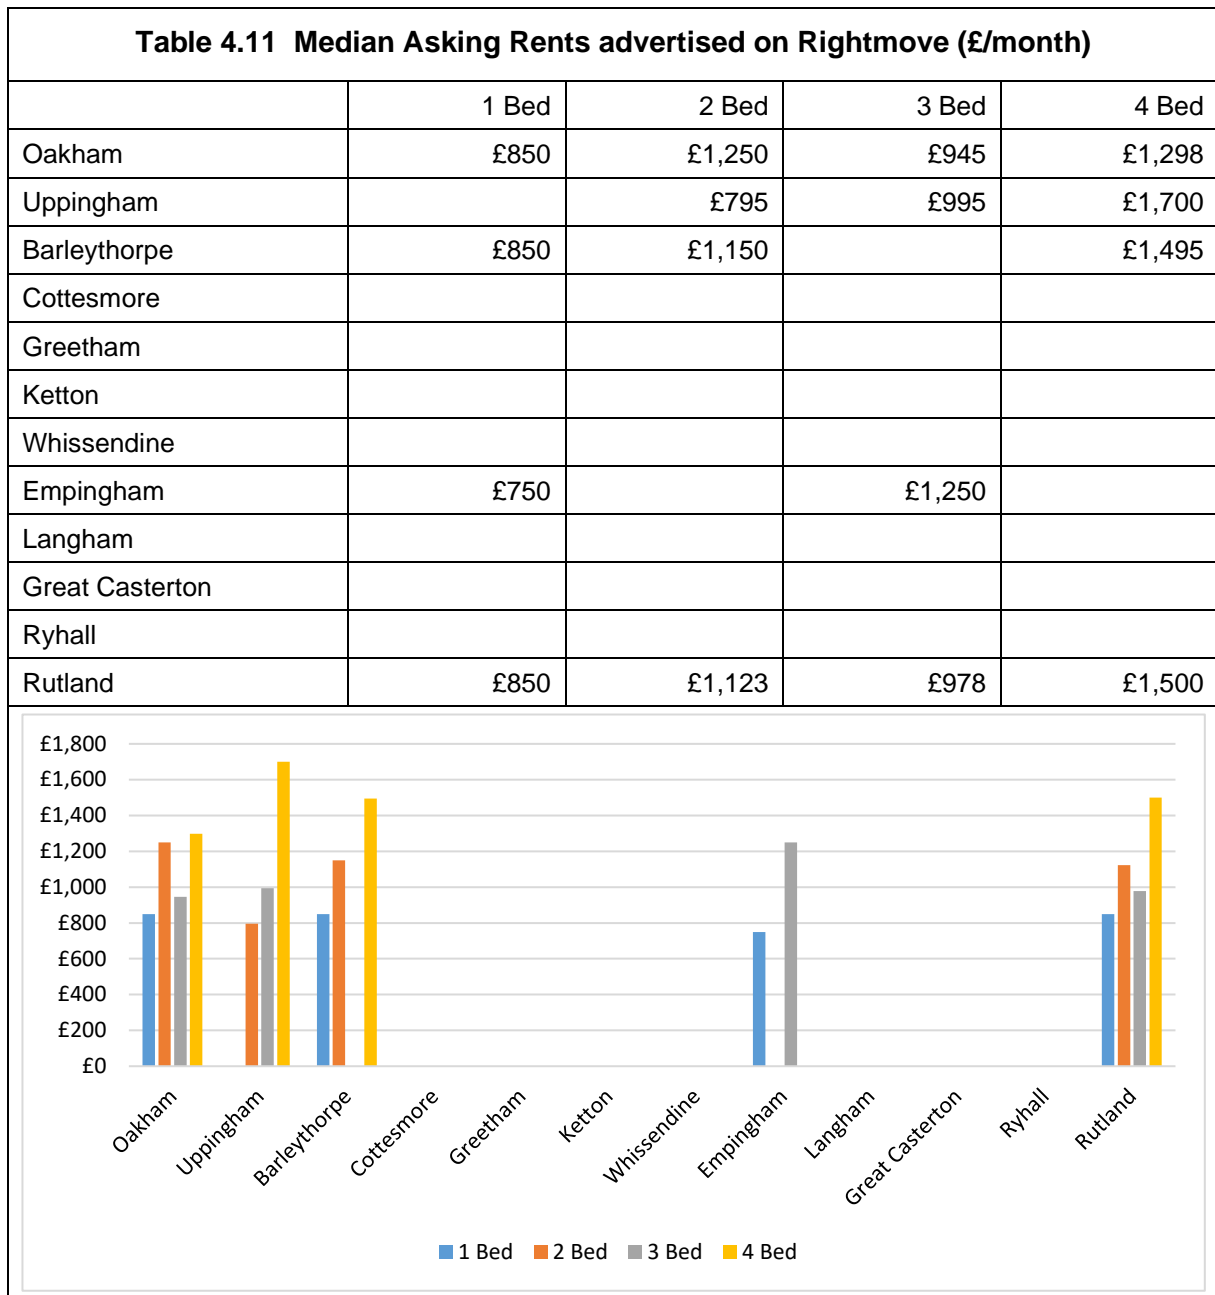 Table 4.11 Median Asking Rents advertised on Rightmove (£/month)
1 Bed 2 Bed 3 Bed 4 Bed
Oakham £850 £1,250 £945 £1,298
Uppingham £795 £995 £1,700
Barleythorpe £850 £1,150 £1,495
Cottesmore
Greetham
Ketton
Whissendine
Empingham £750 £1,250
Langham
Great Casterton
Ryhall
Rutland £850 £1,123 £978 £1,500
£1,800
£1,600
£1,400
£1,200
£1,000
£800
£600
£400
£200
£0
Oakham
Uppingham
Barleythorpe
Cottesmore
Greetham
Ketton
Whissendine
Empingham
Langham
Great Casterton
Ryhall
Rutland
1 Bed 2 Bed 3 Bed 4 Bed